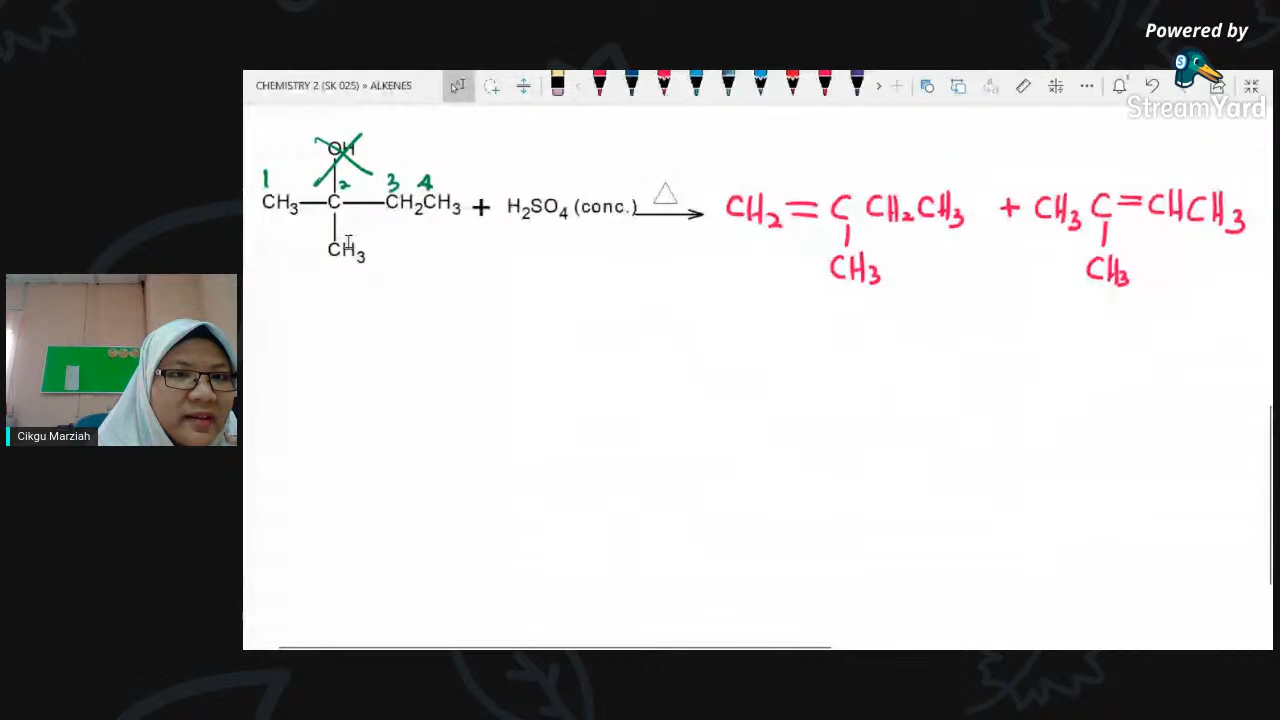 Powered by
S
StreamYard
CHEMISTRY 2 (SK 025) » ALKENES
OH
1 2 3 4
CH3—C—CH2CH3 + H2SO4 (conc.) △ → CH2=C CH2CH3 + CH3 C=CHCH3
CH3 CH3 CH3
Cikgu Marziah